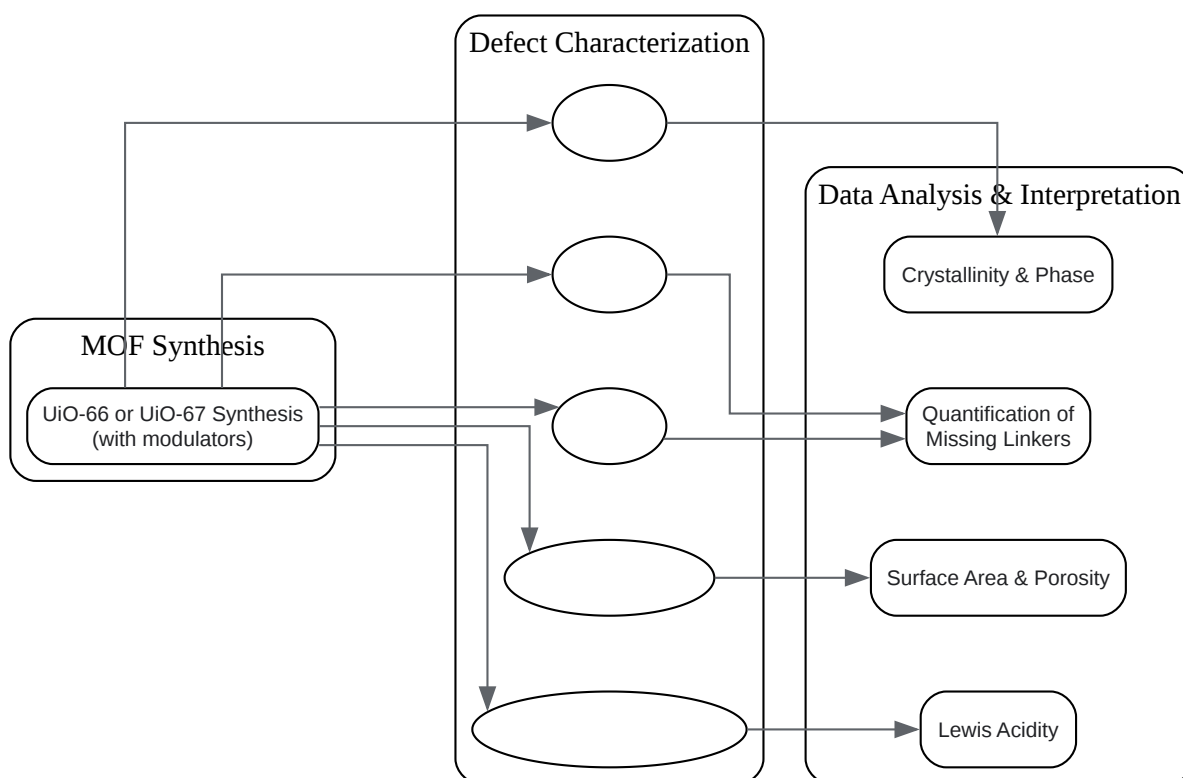 Defect Characterization
Data Analysis & Interpretation
Crystallinity & Phase
MOF Synthesis
UiO-66 or UiO-67 Synthesis
(with modulators)
Quantification of
Missing Linkers
Surface Area & Porosity
Lewis Acidity